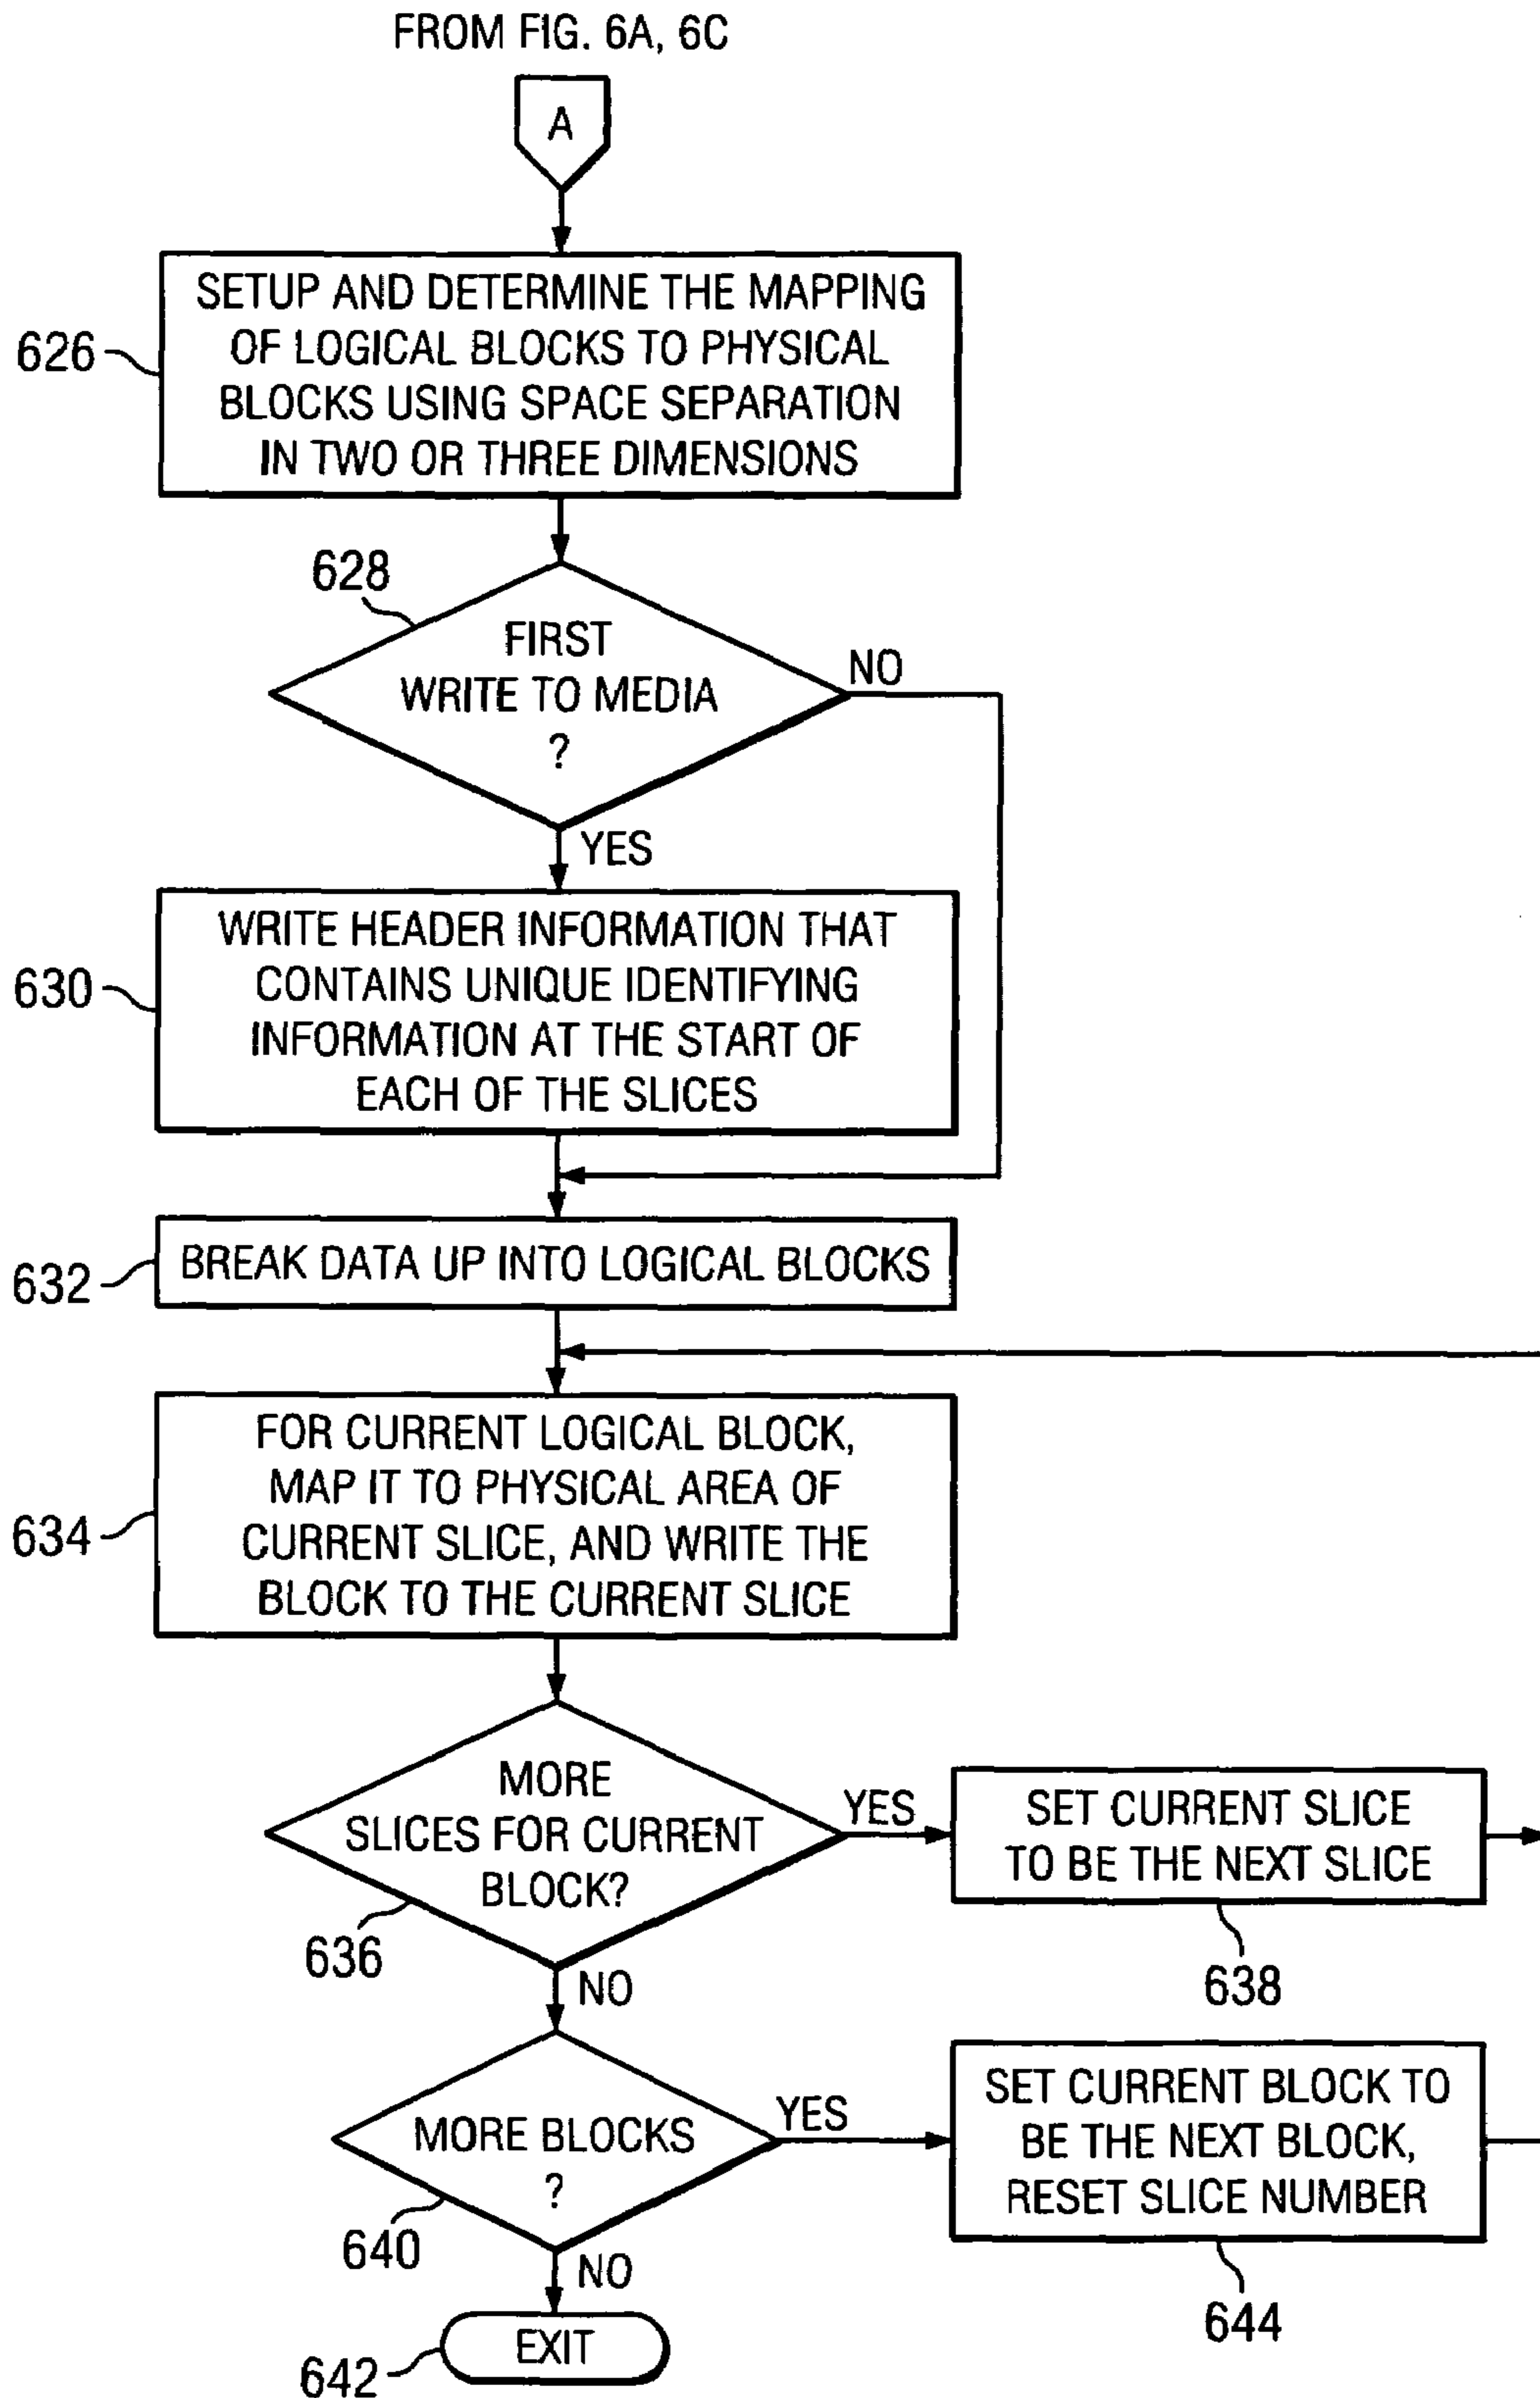 FROM FIG. 6A, 6C
A
SETUP AND DETERMINE THE MAPPING
OF LOGICAL BLOCKS TO PHYSICAL
BLOCKS USING SPACE SEPARATION
IN TWO OR THREE DIMENSIONS
626
628
FIRST
WRITE TO MEDIA
?
NO
YES
WRITE HEADER INFORMATION THAT
CONTAINS UNIQUE IDENTIFYING
INFORMATION AT THE START OF
EACH OF THE SLICES
630
BREAK DATA UP INTO LOGICAL BLOCKS
632
FOR CURRENT LOGICAL BLOCK,
MAP IT TO PHYSICAL AREA OF
CURRENT SLICE, AND WRITE THE
BLOCK TO THE CURRENT SLICE
634
MORE
SLICES FOR CURRENT
BLOCK?
YES
SET CURRENT SLICE
TO BE THE NEXT SLICE
636
638
NO
MORE BLOCKS
?
YES
SET CURRENT BLOCK TO
BE THE NEXT BLOCK,
RESET SLICE NUMBER
640
644
NO
EXIT
642